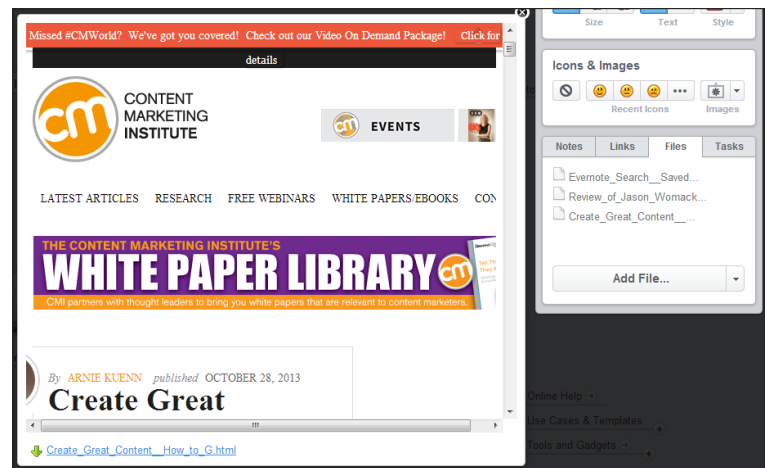 Missed #CMWorld? We've got you covered! Check out our Video On Demand Package! Click for
details
cm
CONTENT
MARKETING
INSTITUTE
cm EVENTS
LATEST ARTICLES RESEARCH FREE WEBINARS WHITE PAPERS/EBOOKS CON
THE CONTENT MARKETING INSTITUTE'S
WHITE PAPER LIBRARY cm
CMI partners with thought leaders to bring you white papers that are relevant to content marketers.
By ARNIE KUENN published OCTOBER 28, 2013
Create Great
Create_Great_Content__How_to_G.html
Size Text Style
Icons & Images
Recent Icons Images
Notes Links Files Tasks
Evernote_Search__Saved...
Review_of_Jason_Womack...
Create_Great_Content__...
Add File...
Online Help
Use Cases & Templates
Tools and Gadgets